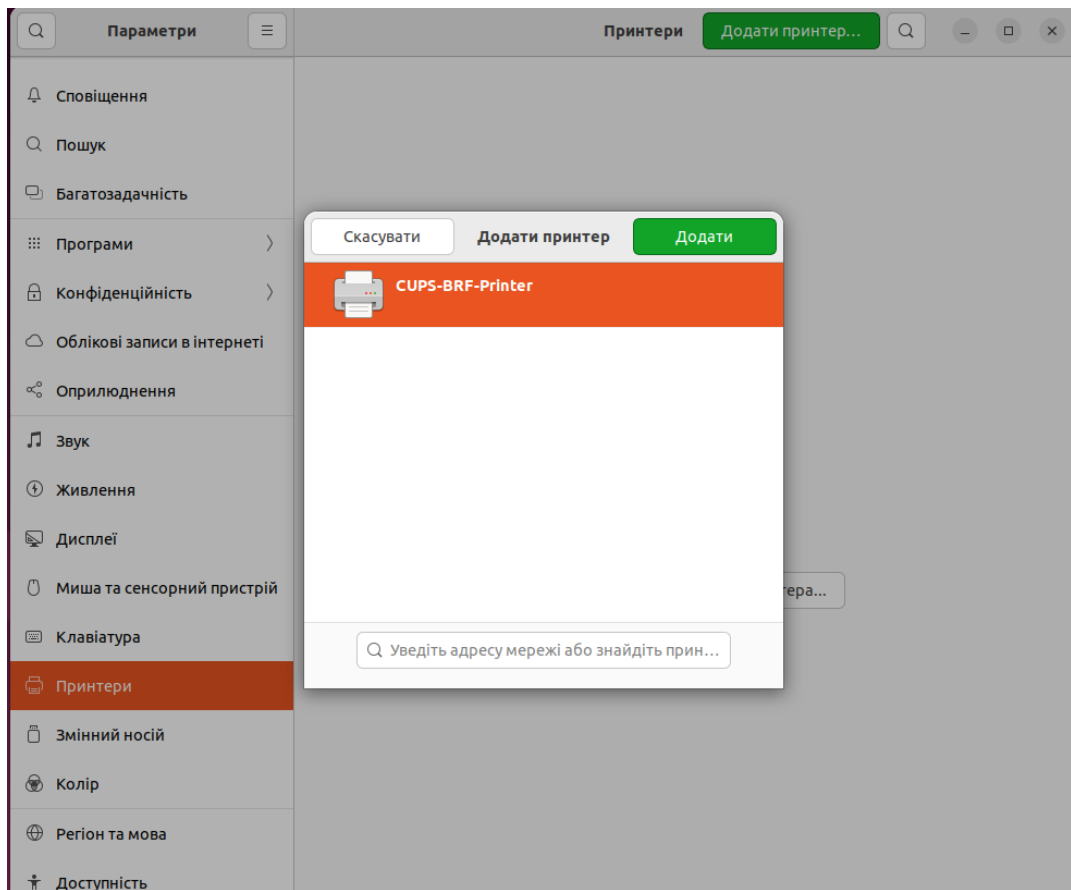 Параметри
Принтери
Додати принтер...
Сповіщення
Пошук
Багатозадачність
Програми
Конфіденційність
Облікові записи в інтернеті
Оприлюднення
Звук
Живлення
Дисплеї
Миша та сенсорний пристрій
Клавіатура
Принтери
Змінний носій
Колір
Регіон та мова
Доступність
Скасувати
Додати принтер
Додати
CUPS-BRF-Printer
Уведіть адресу мережі або знайдіть прин...